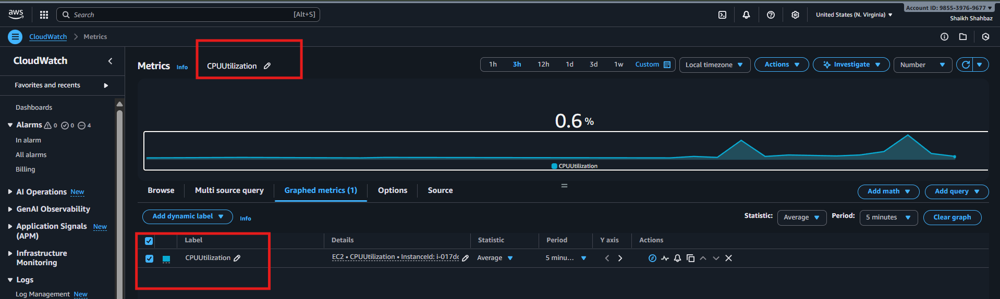 aws
Search
[Alt+S]
United States (N. Virginia)
Account ID: 9855-3976-9677
Shaikh Shahbaz
CloudWatch
Metrics
CloudWatch
Favorites and recents
Dashboards
Alarms 0 0 4
In alarm
All alarms
Billing
AI Operations New
GenAI Observability
Application Signals New
(APM)
Infrastructure
Monitoring
Logs
Log Management New
Metrics Info
CPUUtilization
1h 3h 12h 1d 3d 1w Custom
Local timezone
Actions
Investigate
Number
0.6 %
CPUUtilization
Browse
Multi source query
Graphed metrics (1)
Options
Source
Add math
Add query
Add dynamic label
Info
Statistic: Average
Period: 5 minutes
Clear graph
Label Details Statistic Period Y axis Actions
CPUUtilization EC2 • CPUUtilization • InstanceId: i-017dc Average 5 minu...